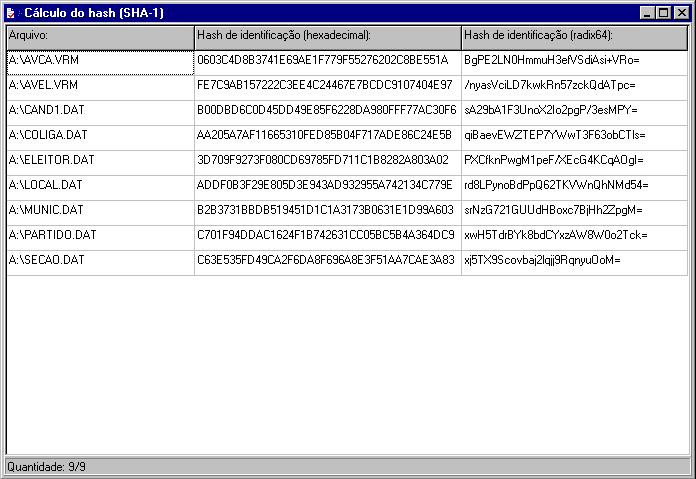 Cálculo do hash (SHA-1)
Arquivo: Hash de identificação (hexadecimal): Hash de identificação (radix64):
A:\AVCA.VRM 0603C4D8B3741E69AE1F779F55276202C8BE551A BgPE2LN0HmmuH3efVSdiAsi+VRo=
A:\AVEL.VRM FE7C9AB157222C3EE4C24467E7BCDC9107404E97 /nyasVciLD7kwkRn57zckQdATpc=
A:\CAND1.DAT B00DBD6C0D45DD49E85F6228DA980FFF77AC30F6 sA29bA1F3UnoX2Io2pgP/3esMPY=
A:\COLIGA.DAT AA205A7AF11665310FED85B04F717ADE86C24E5B qiBaevEWZTEP7YWwT3F63obCTls=
A:\ELEITOR.DAT 3D709F9273F080CD69785FD711C1B8282A803A02 PXCfknPwgM1peF/XEcG4KCqAOgI=
A:\LOCAL.DAT ADDF0B3F29E805D3E943AD932955A742134C779E rd8LPynoBdPpQ62TKVWnQhNMd54=
A:\MUNIC.DAT B2B3731BBDB519451D1C1A3173B0631E1D99A603 srNzG721GUUdHBoxc7BjHh2ZpgM=
A:\PARTIDO.DAT C701F94DDAC1624F1B742631CC05BC5B4A364DC9 xwH5TdrBYk8bdCYxzAW8W0o2Tck=
A:\SECAO.DAT C63E535FD49CA2F6DA8F696A8E3F51AA7CAE3A83 xj5TX9Scovbaj2lqjj9RqnyuOoM=
Quantidade: 9/9